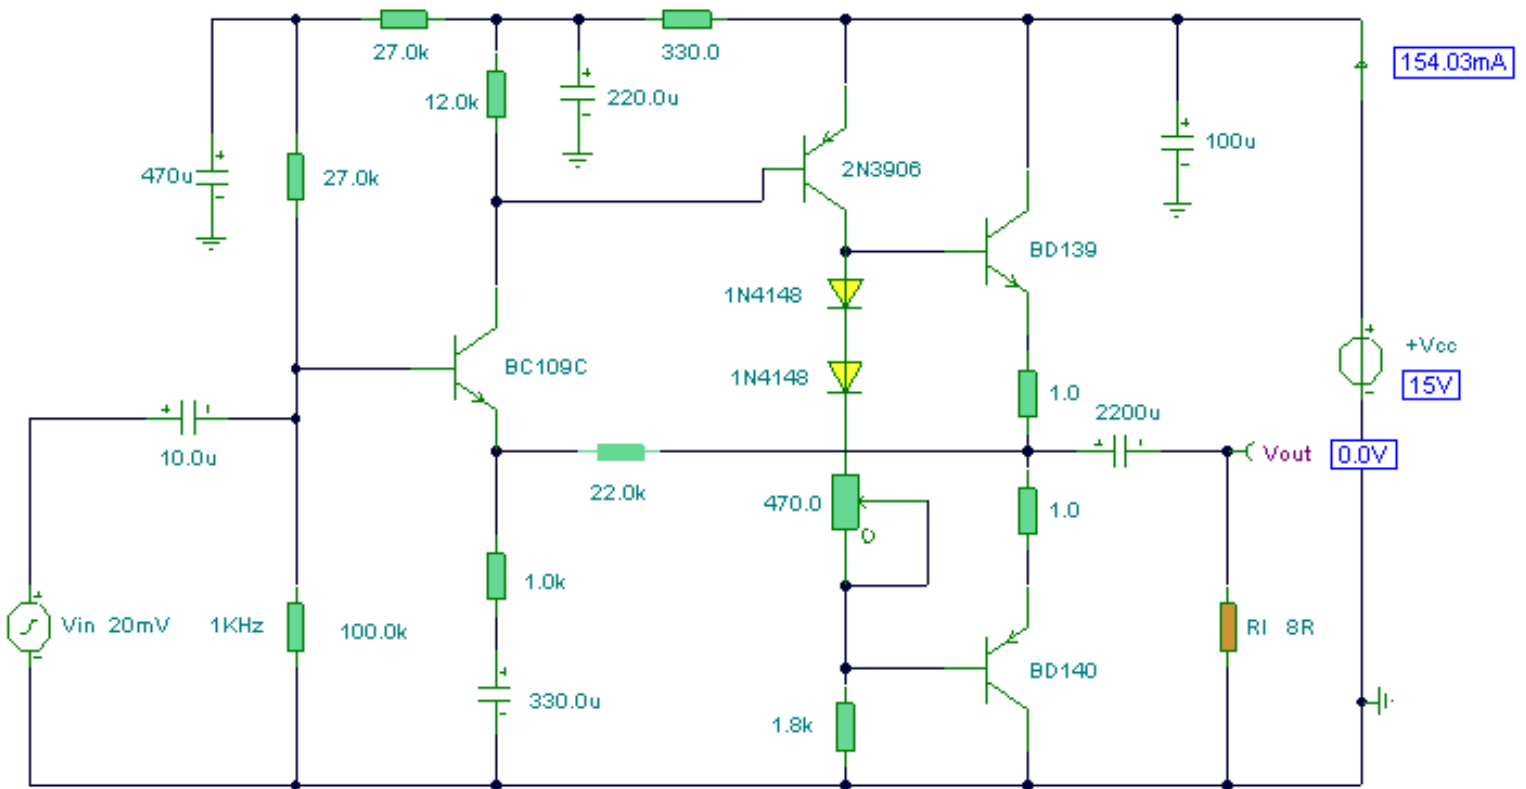 27.0k
330.0
154.03mA
12.0k
220.0u
100u
470u
27.0k
2N3906
BD139
1N4148
+Vcc
BC109C
1N4148
15V
1.0
2200u
10.0u
22.0k
Vout
0.0V
470.0
1.0
1.0k
Vin 20mV 1KHz
100.0k
Rl 8R
BD140
330.0u
1.8k